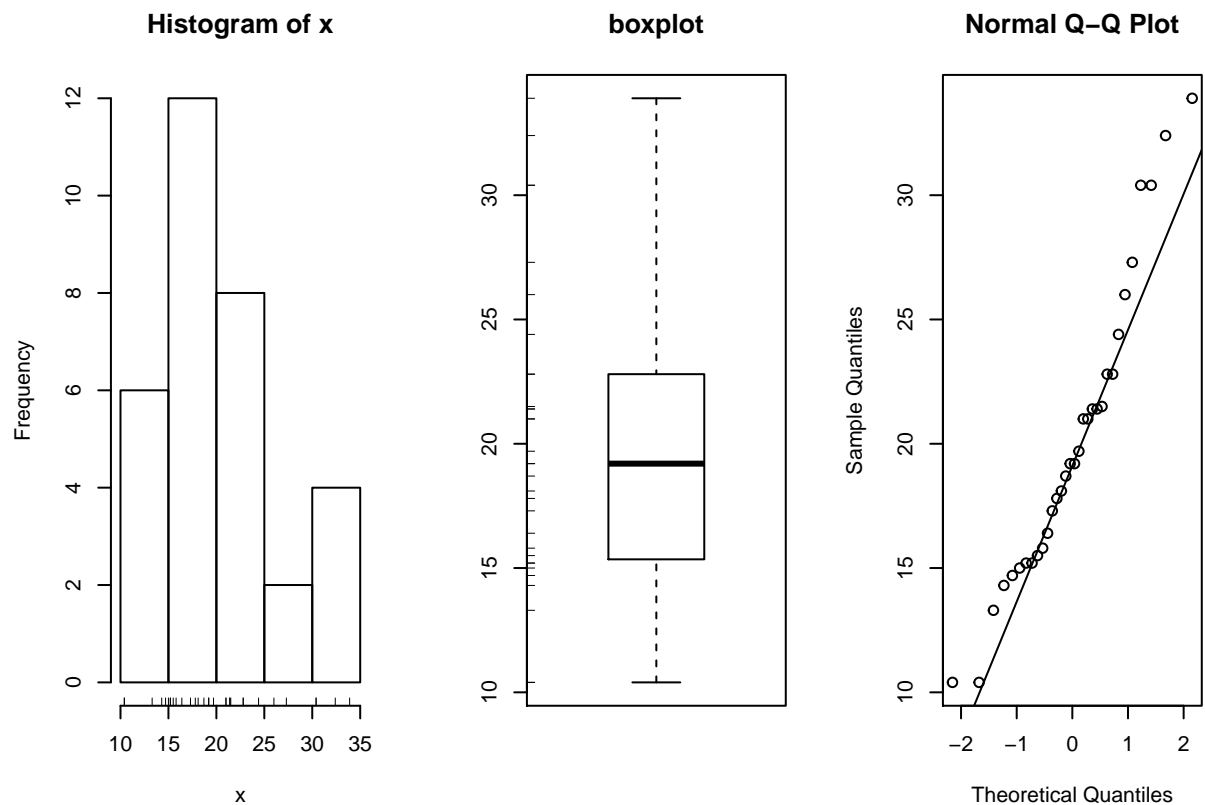 Histogram of x
Frequency
12
10
8
6
4
2
0
10 15 20 25 30 35
x
boxplot
30
25
20
15
10
Normal Q−Q Plot
Sample Quantiles
30
25
20
15
10
−2 −1 0 1 2
Theoretical Quantiles